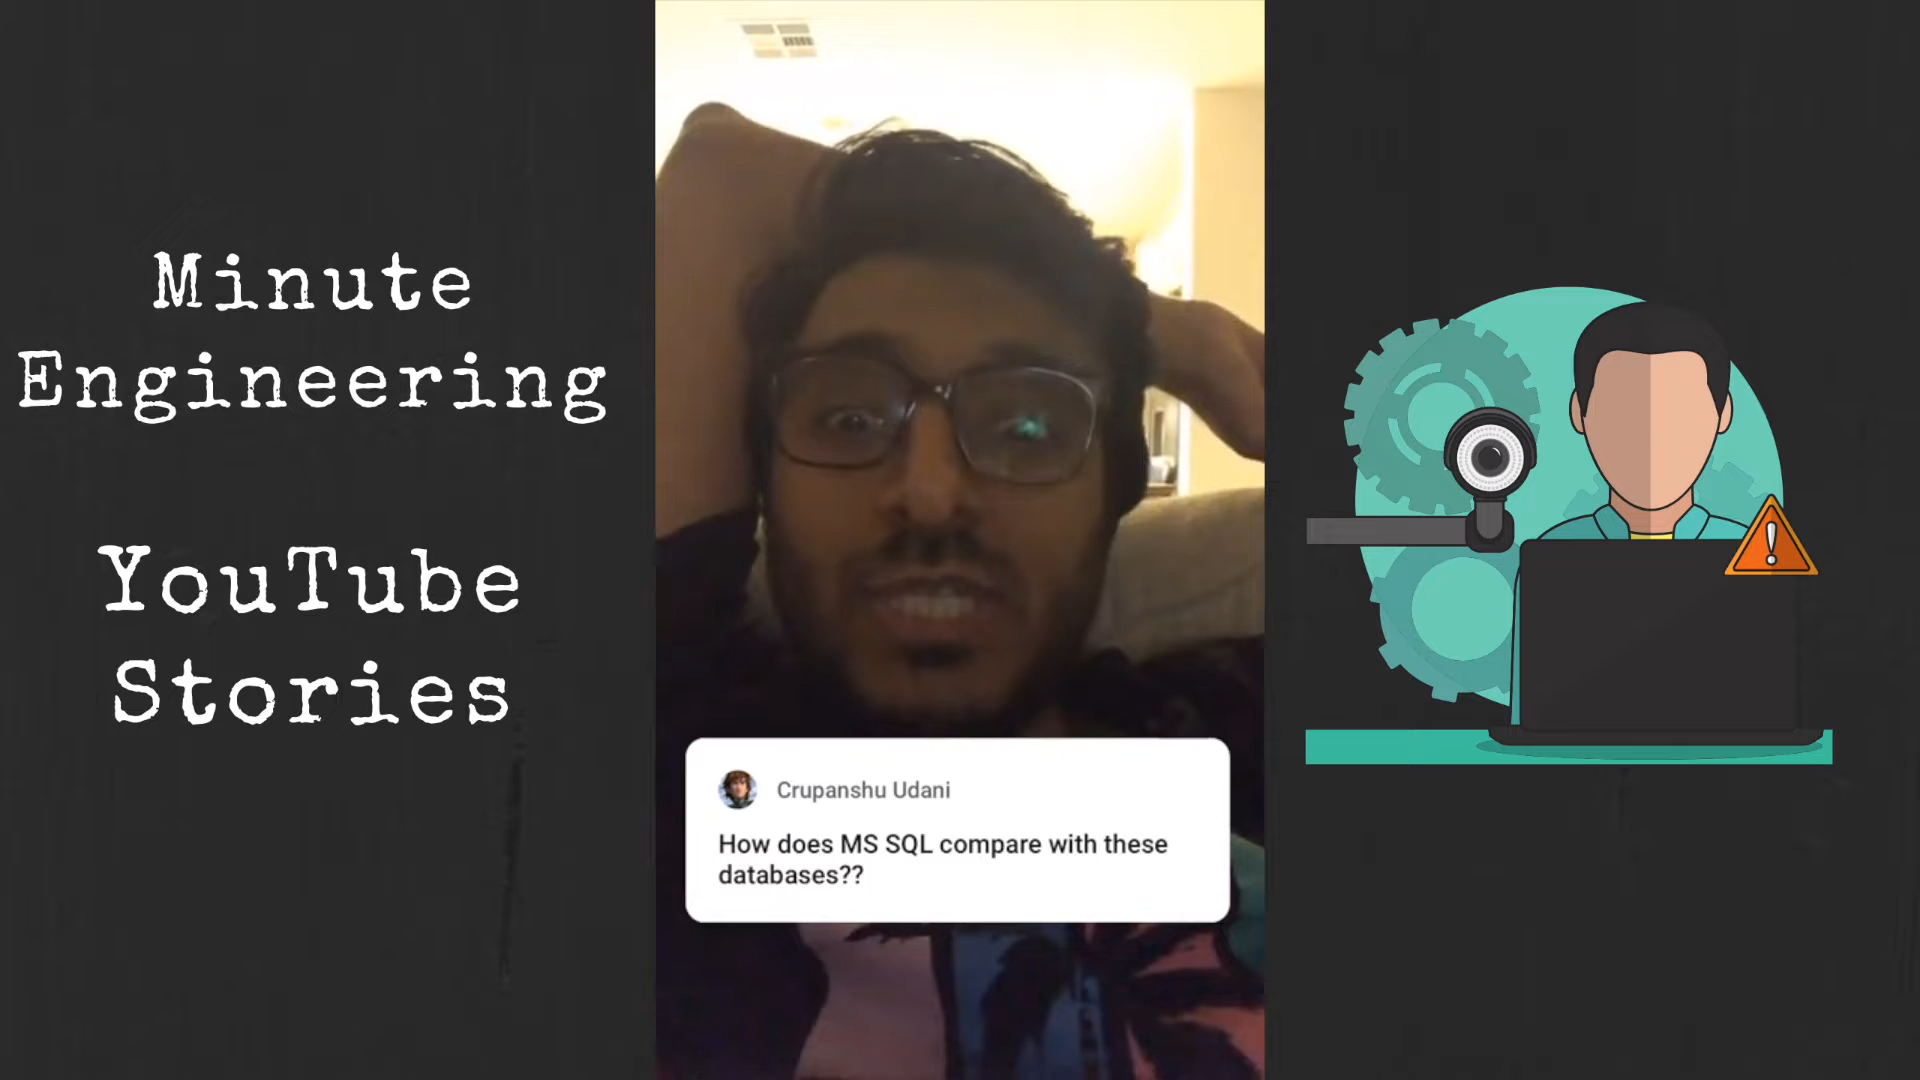 Minute
Engineering
YouTube
Stories
Crupanshu Udani
How does MS SQL compare with these
databases??
!